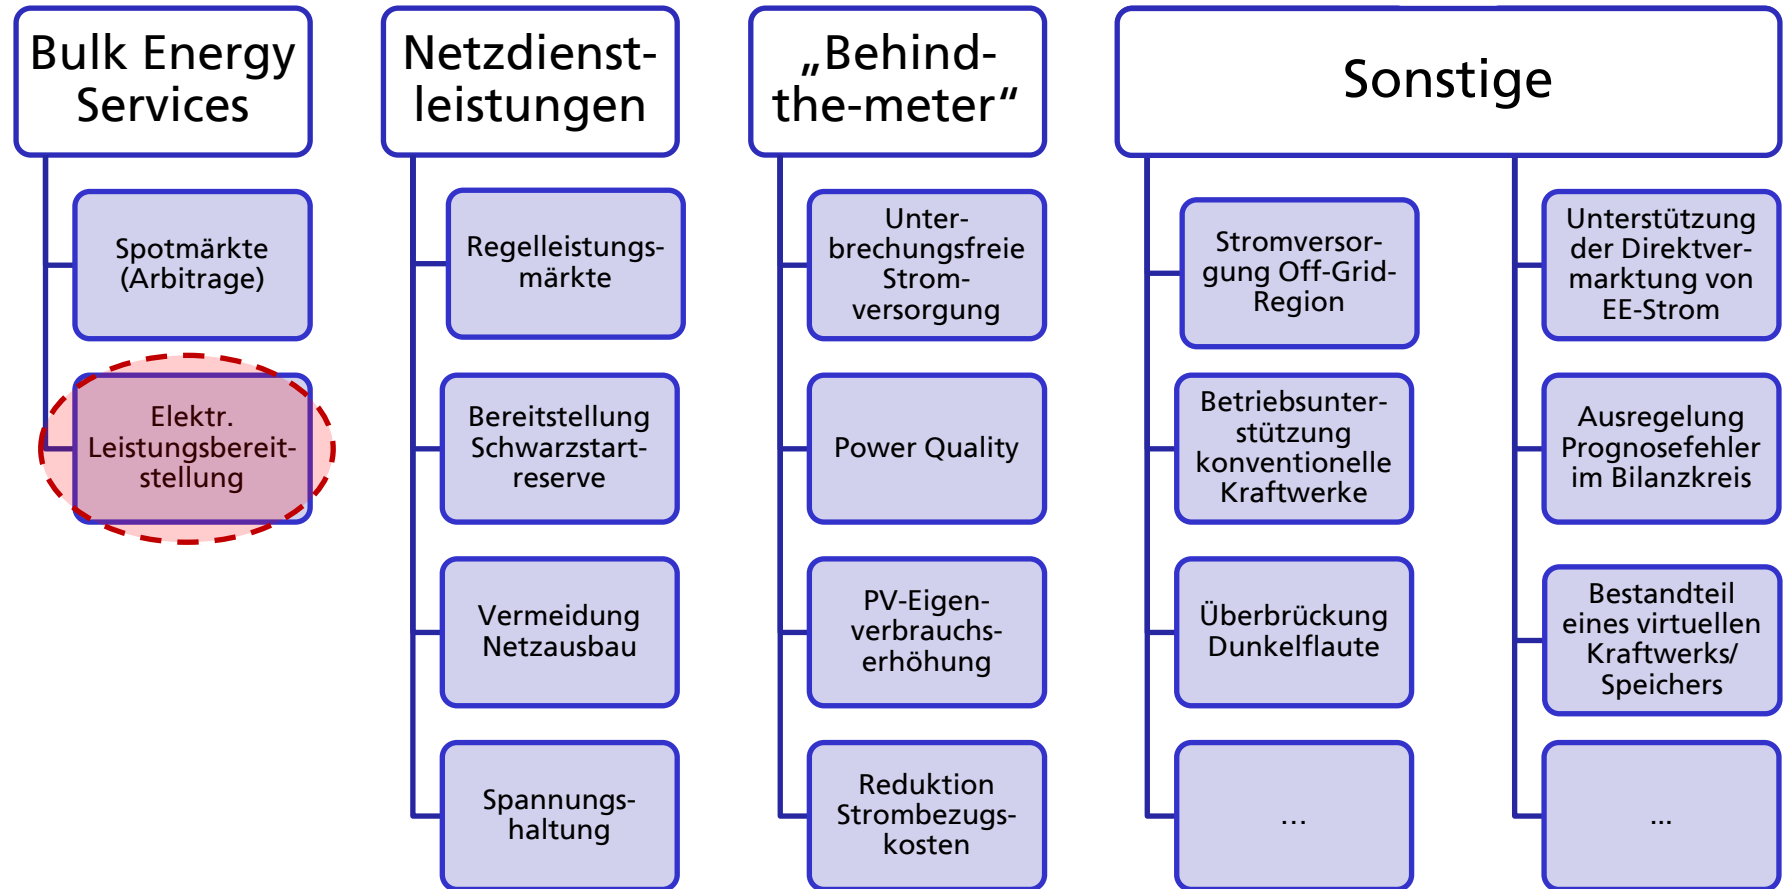 Bulk Energy
Services
Spotmärkte
(Arbitrage)
Elektr.
Leistungsbereit-
stellung
Netzdienst-
leistungen
Regelleistungs-
märkte
Bereitstellung
Schwarzstart-
reserve
Vermeidung
Netzausbau
Spannungs-
haltung
„Behind-
the-meter“
Unter-
brechungsfreie
Strom-
versorgung
Power Quality
PV-Eigen-
verbrauchs-
erhöhung
Reduktion
Strombezugs-
kosten
Sonstige
Stromversor-
gung Off-Grid-
Region
Betriebsunter-
stützung
konventionelle
Kraftwerke
Überbrückung
Dunkelflaute
…
Unterstützung
der Direktver-
marktung von
EE-Strom
Ausregelung
Prognosefehler
im Bilanzkreis
Bestandteil
eines virtuellen
Kraftwerks/
Speichers
...